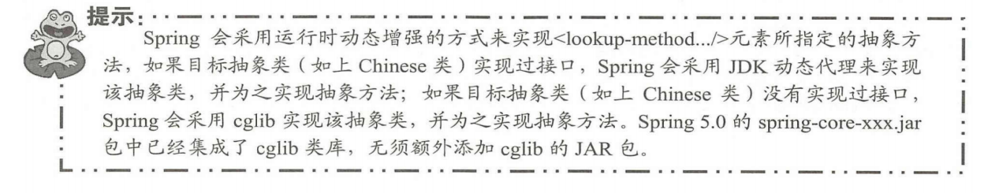 提示:
Spring 会采用运行时动态增强的方式来实现<lookup-method.../>元素所指定的抽象方
法，如果目标抽象类（如上 Chinese 类）实现过接口，Spring 会采用 JDK 动态代理来实现
该抽象类，并为之实现抽象方法；如果目标抽象类（如上 Chinese 类）没有实现过接口，
Spring 会采用 cglib 实现该抽象类，并为之实现抽象方法。Spring 5.0 的 spring-core-xxx.jar
包中已经集成了 cglib 类库，无须额外添加 cglib 的 JAR 包。